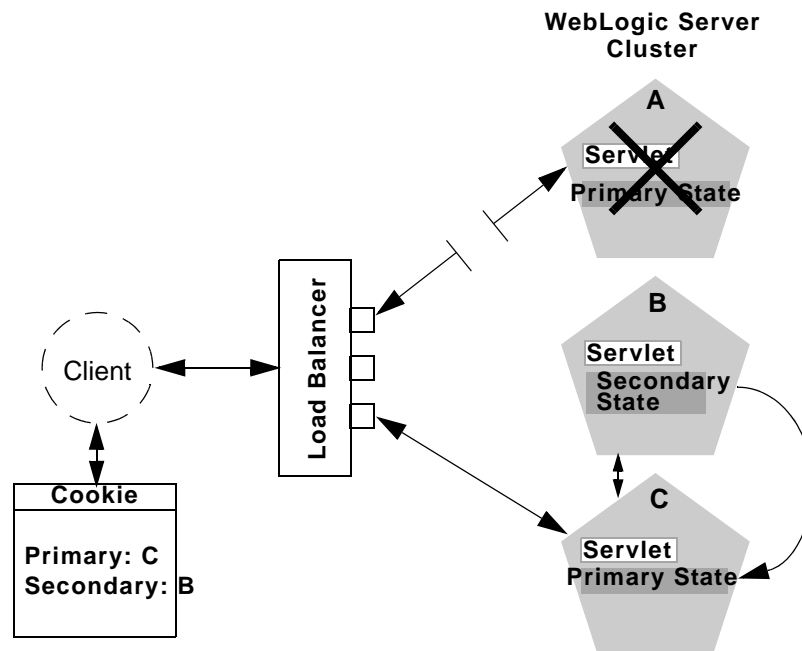 WebLogic Server
Cluster
A
Servlet
Primary State
B
Servlet
Secondary
State
Load Balancer
Client
C
Servlet
Primary State
Cookie
Primary: C
Secondary: B